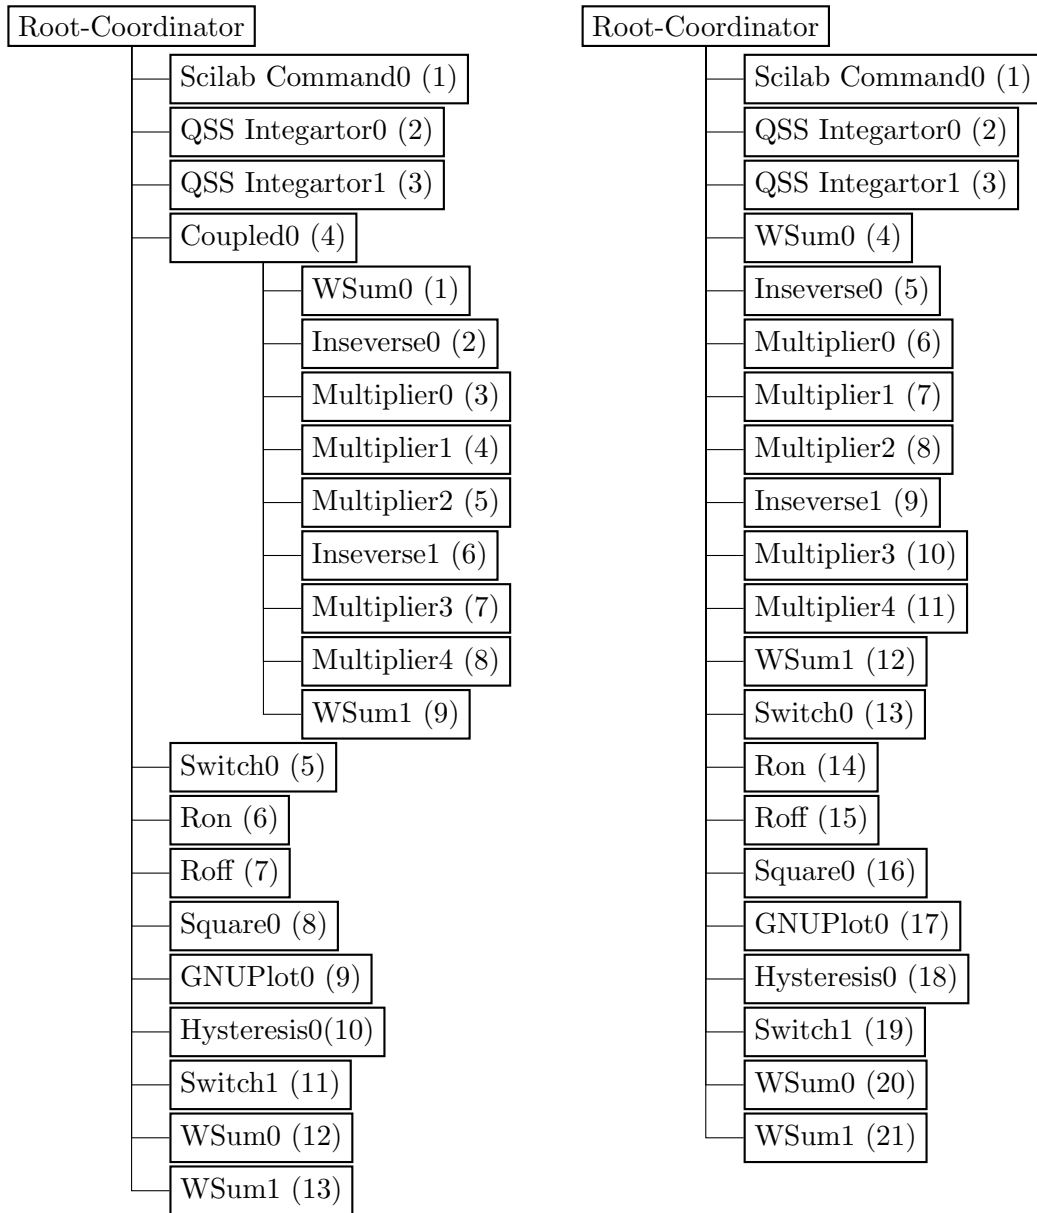 Root-Coordinator
Scilab Command0 (1)
QSS Integartor0 (2)
QSS Integartor1 (3)
Coupled0 (4)
WSum0 (1)
Inseverse0 (2)
Multiplier0 (3)
Multiplier1 (4)
Multiplier2 (5)
Inseverse1 (6)
Multiplier3 (7)
Multiplier4 (8)
WSum1 (9)
Switch0 (5)
Ron (6)
Roff (7)
Square0 (8)
GNUPlot0 (9)
Hysteresis0(10)
Switch1 (11)
WSum0 (12)
WSum1 (13)
Root-Coordinator
Scilab Command0 (1)
QSS Integartor0 (2)
QSS Integartor1 (3)
WSum0 (4)
Inseverse0 (5)
Multiplier0 (6)
Multiplier1 (7)
Multiplier2 (8)
Inseverse1 (9)
Multiplier3 (10)
Multiplier4 (11)
WSum1 (12)
Switch0 (13)
Ron (14)
Roff (15)
Square0 (16)
GNUPlot0 (17)
Hysteresis0 (18)
Switch1 (19)
WSum0 (20)
WSum1 (21)